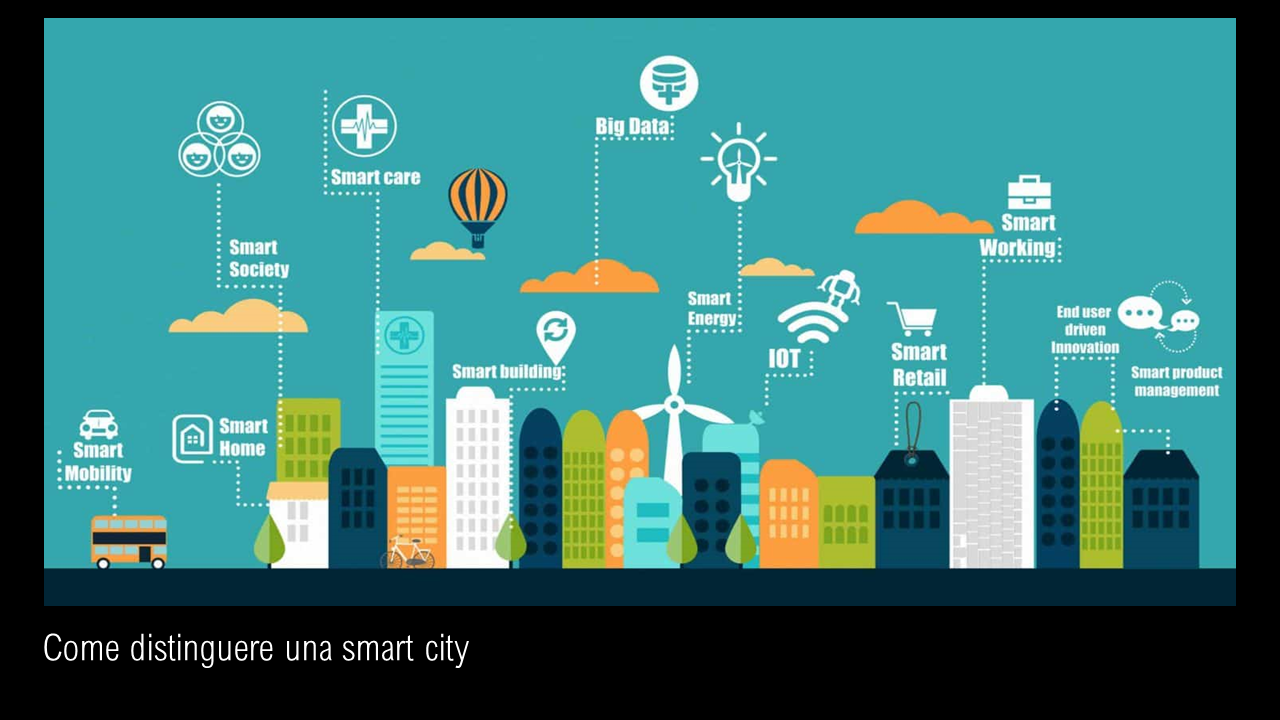 Big Data
Smart care
Smart
Working
Smart
Society
Smart
Energy
End user
driven
Innovation
IOT
Smart
Retail
Smart building
Smart product
management
Smart
Home
Smart
Mobility
Come distinguere una smart city